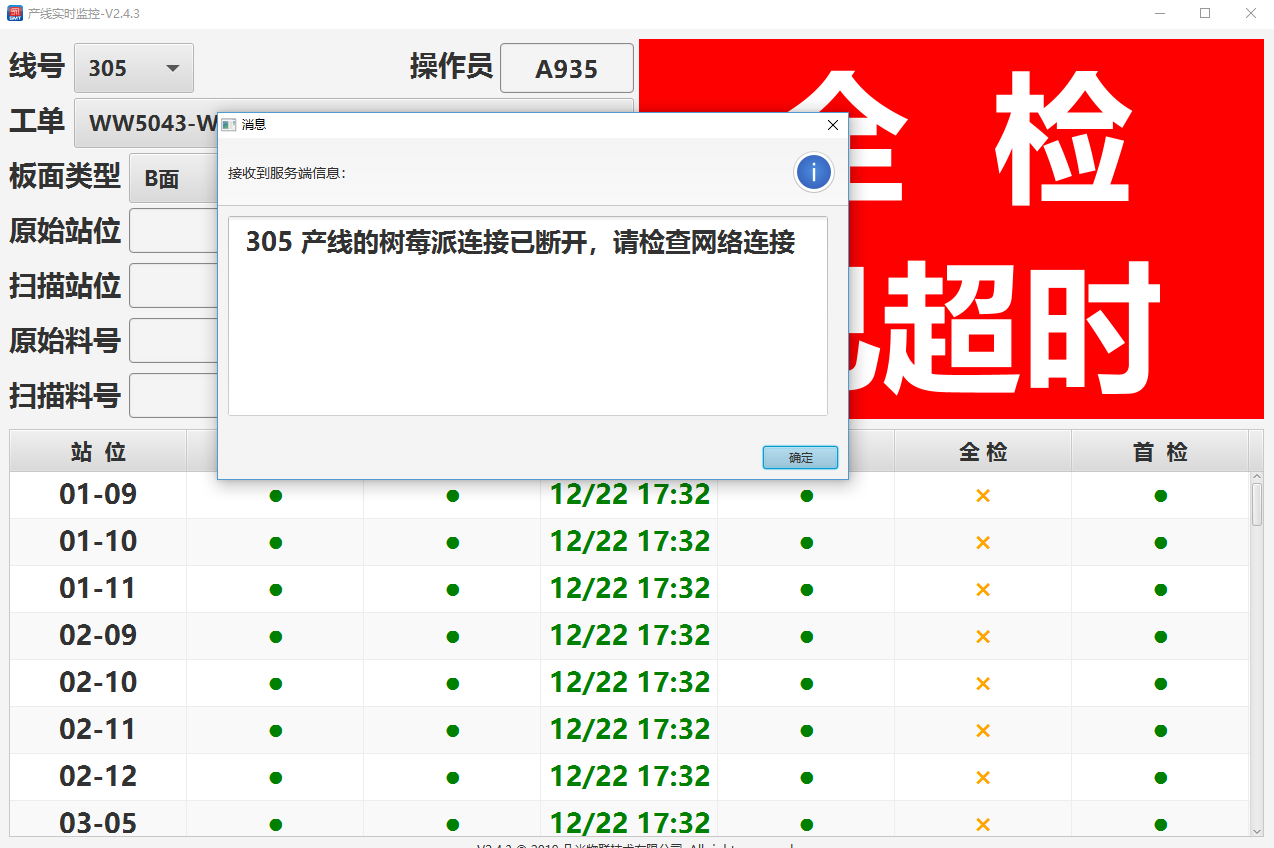 产线实时监控-V2.4.3
线号 305 操作员 A935
工单 WW5043-W
板面类型 B面
原始站位
扫描站位
原始料号
扫描料号
全 检
超时
消息
接收到服务端信息:
305 产线的树莓派连接已断开，请检查网络连接
确定
站 位 全检 首 检
01-09 12/22 17:32
01-10 12/22 17:32
01-11 12/22 17:32
02-09 12/22 17:32
02-10 12/22 17:32
02-11 12/22 17:32
02-12 12/22 17:32
03-05 12/22 17:32